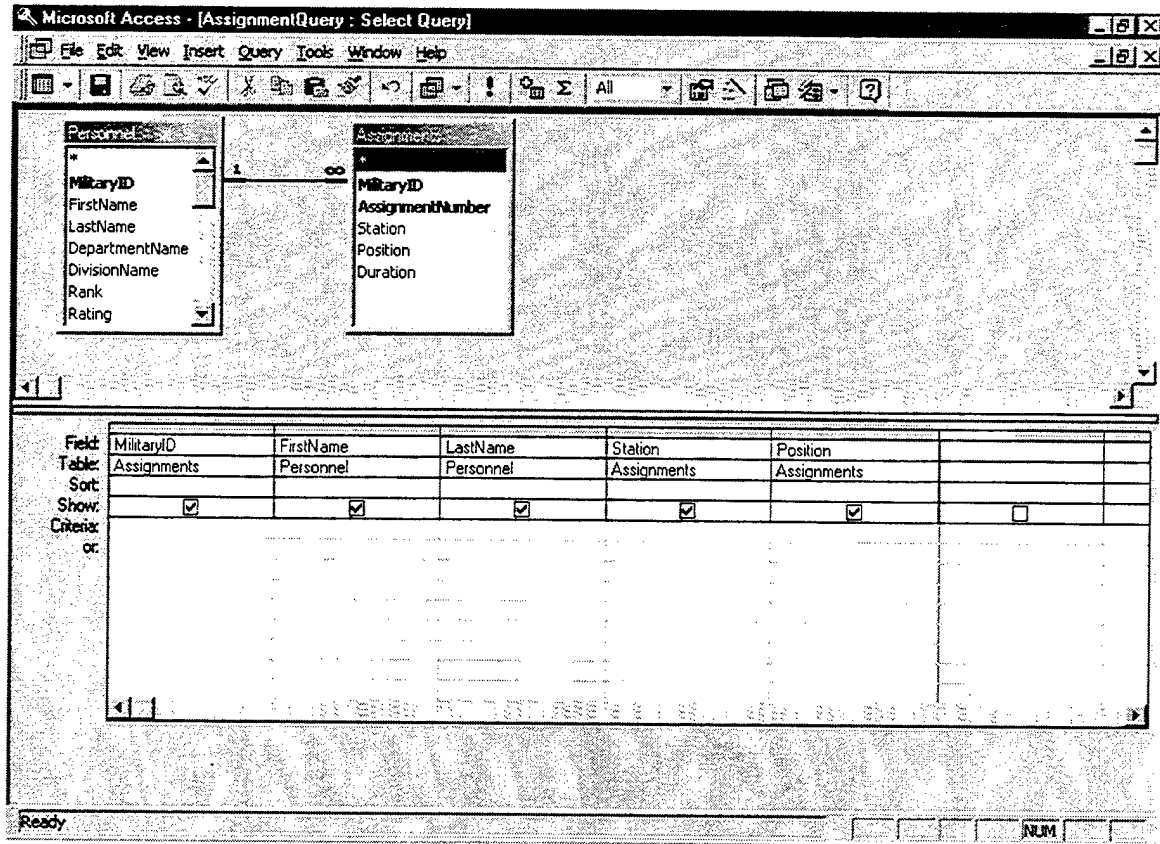 Microsoft Access - [AssignmentQuery : Select Query]
File Edit View Insert Query Tools Window Help
All
Personnel
*
MilitaryID
FirstName
LastName
DepartmentName
DivisionName
Rank
Rating
1 ∞
Assignments
*
MilitaryID
AssignmentNumber
Station
Position
Duration
Field: MilitaryID FirstName LastName Station Position
Table: Assignments Personnel Personnel Assignments Assignments
Sort:
Show:
Criteria:
or:
Ready NUM